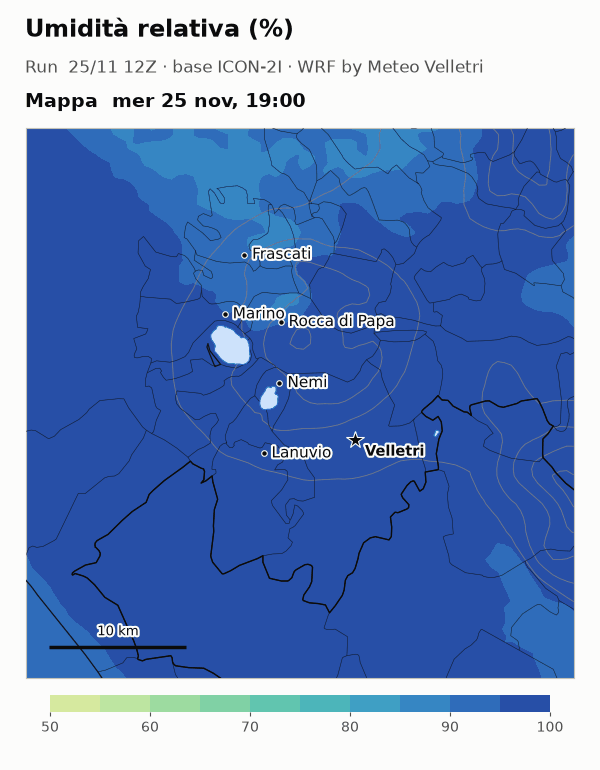 Umidità relativa (%)
Run  25/11 12Z · base ICON-2I · WRF by Meteo Velletri
Mappa  mer 25 nov, 19:00
Frascati
Marino
Rocca di Papa
Nemi
Velletri
Lanuvio
10 km
50 60 70 80 90 100